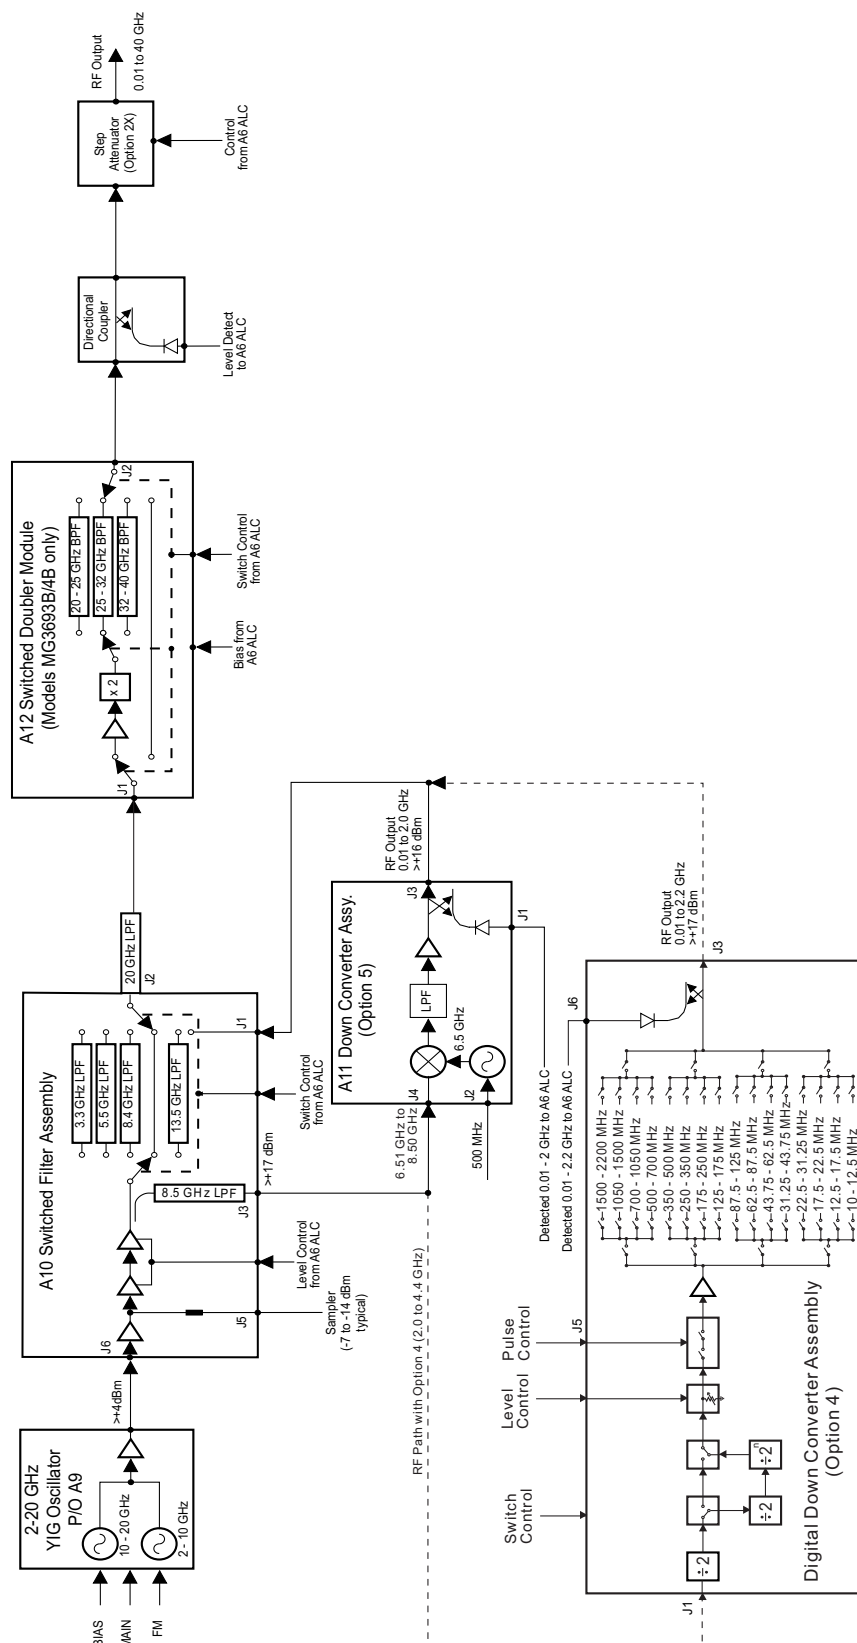 2-20 GHz
YIG Oscillator
P/O A9
10 - 20 GHz
2 - 10 GHz
BIAS
MAIN
FM
>+4dBm
A10 Switched Filter Assembly
J6
J5
Sampler
(-7 to -14 dBm
typical)
Level Control
from A6 ALC
J3
8.5 GHz LPF
>+17 dBm
3.3 GHz LPF
5.5 GHz LPF
8.4 GHz LPF
13.5 GHz LPF
Switch Control
from A6 ALC
J1
J2
20 GHz LPF
A12 Switched Doubler Module
(Models MG3693B/4B only)
J1
x 2
20 - 25 GHz BPF
25 - 32 GHz BPF
32 - 40 GHz BPF
J2
Bias from
A6 ALC
Switch Control
from A6 ALC
Directional
Coupler
Level Detect
to A6 ALC
Step
Attenuator
(Option 2X)
Control
from A6 ALC
RF Output
0.01 to 40 GHz
RF Path with Option 4 (2.0 to 4.4 GHz)
A11 Down Converter Assy.
(Option 5)
6.51 GHz to
8.50 GHz
J4
J2
500 MHz
6.5 GHz
LPF
J3
J1
RF Output
0.01 to 2.0 GHz
>+16 dBm
Detected 0.01 - 2 GHz to A6 ALC
Detected 0.01 - 2.2 GHz to A6 ALC
J6
RF Output
0.01 to 2.2 GHz
>+17 dBm
J3
Switch
Control
Level
Control
Pulse
Control
J5
J1
÷2
÷2
÷2
n
1500 - 2200 MHz
1050 - 1500 MHz
700 - 1050 MHz
500 - 700 MHz
350 - 500 MHz
250 - 350 MHz
175 - 250 MHz
125 - 175 MHz
87.5 - 125 MHz
62.5 - 87.5 MHz
43.75 - 62.5 MHz
31.25 - 43.75 MHz
22.5 - 31.25 MHz
17.5 - 22.5 MHz
12.5 - 17.5 MHz
10 - 12.5 MHz
Digital Down Converter Assembly
(Option 4)